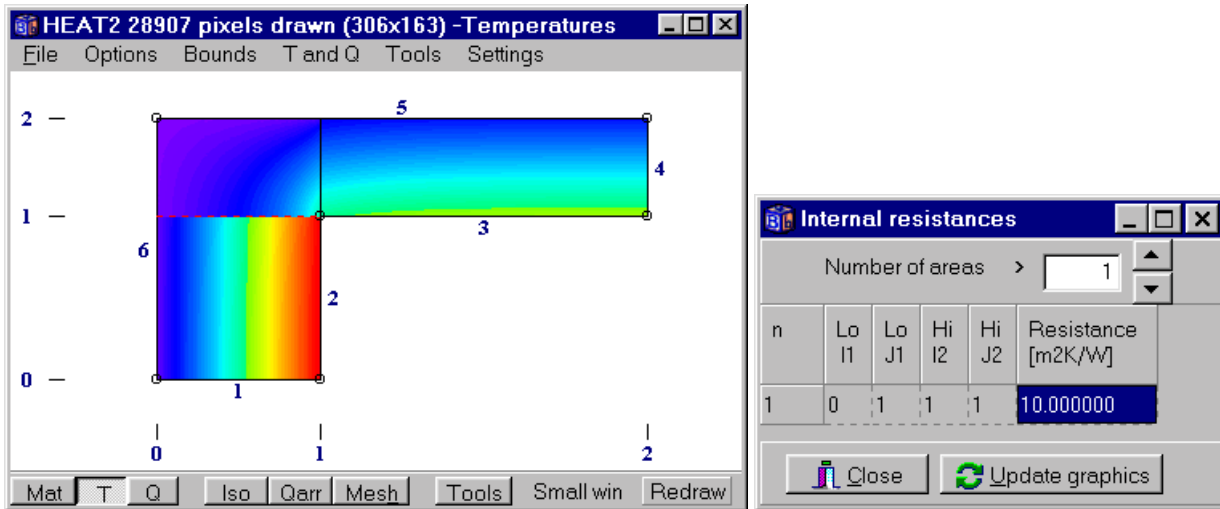 HEAT2 28907 pixels drawn (306x163) -Temperatures
File Options Bounds T and Q Tools Settings
5
2
4
1
3
6
2
0
1
0 1 2
Mat T Q Iso Qarr Mesh Tools Small win Redraw
Internal resistances
Number of areas > 1
n Lo I1 Lo J1 Hi I2 Hi J2 Resistance [m2K/W]
1 0 1 1 1 10.000000
Close Update graphics